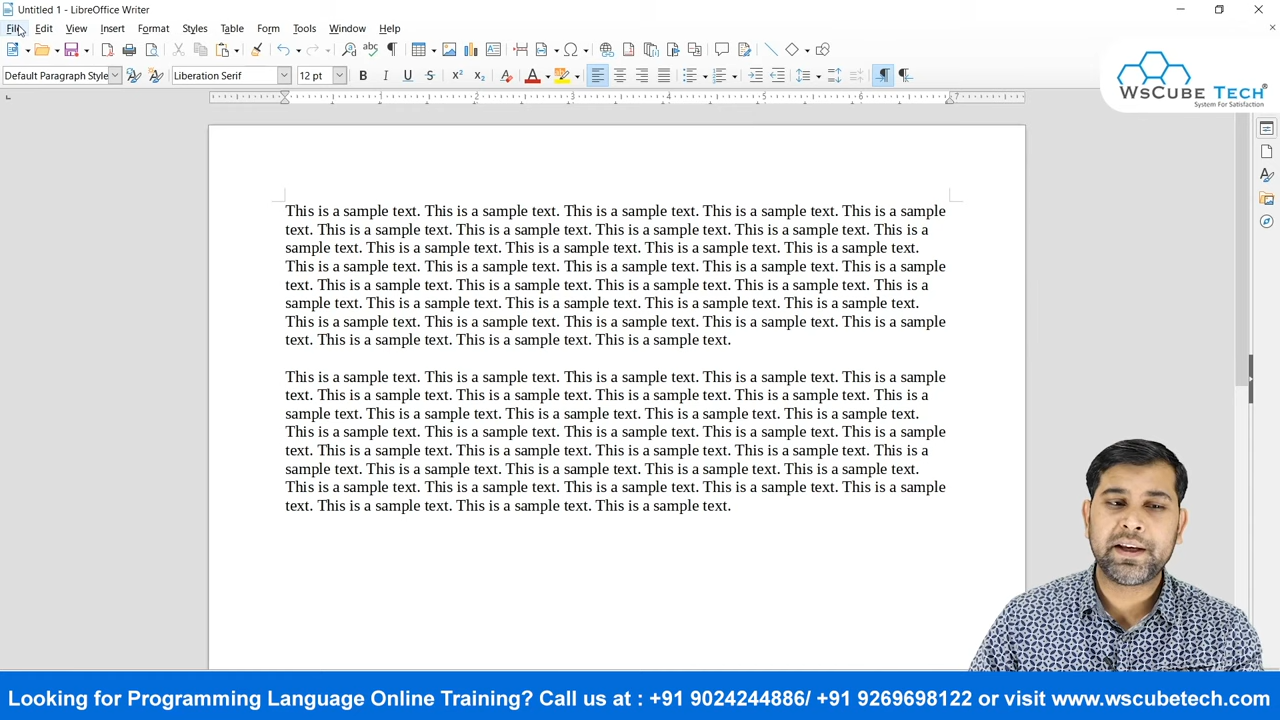 Untitled 1 - LibreOffice Writer
File Edit View Insert Format Styles Table Form Tools Window Help
Default Paragraph Style Liberation Serif 12 pt
1 2 3 4 5 6 7
WsCube Tech®
System For Satisfaction
This is a sample text. This is a sample text. This is a sample text. This is a sample text. This is a sample
text. This is a sample text. This is a sample text. This is a sample text. This is a sample text. This is a
sample text. This is a sample text. This is a sample text. This is a sample text. This is a sample text.
This is a sample text. This is a sample text. This is a sample text. This is a sample text. This is a sample
text. This is a sample text. This is a sample text. This is a sample text. This is a sample text. This is a
sample text. This is a sample text. This is a sample text. This is a sample text. This is a sample text.
This is a sample text. This is a sample text. This is a sample text. This is a sample text. This is a sample
text. This is a sample text. This is a sample text. This is a sample text.
This is a sample text. This is a sample text. This is a sample text. This is a sample text. This is a sample
text. This is a sample text. This is a sample text. This is a sample text. This is a sample text. This is a
sample text. This is a sample text. This is a sample text. This is a sample text. This is a sample text.
This is a sample text. This is a sample text. This is a sample text. This is a sample text. This is a sample
text. This is a sample text. This is a sample text. This is a sample text. This is a sample text. This is a
sample text. This is a sample text. This is a sample text. This is a sample text. This is a sample text.
This is a sample text. This is a sample text. This is a sample text. This is a sample text. This is a sample
text. This is a sample text. This is a sample text. This is a sample text.
Looking for Programming Language Online Training? Call us at : +91 9024244886/ +91 9269698122 or visit www.wscubetech.com